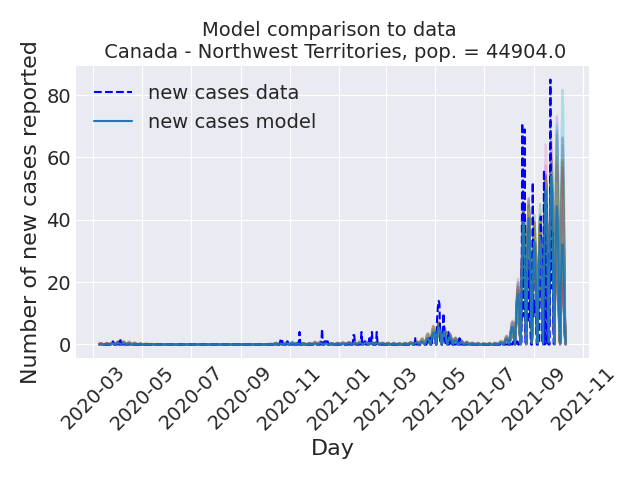 Model comparison to data
Canada - Northwest Territories, pop. = 44904.0
Number of new cases reported
80
60
40
20
0
new cases data
new cases model
2020-03
2020-05
2020-07
2020-09
2020-11
2021-01
2021-03
2021-05
2021-07
2021-09
2021-11
Day